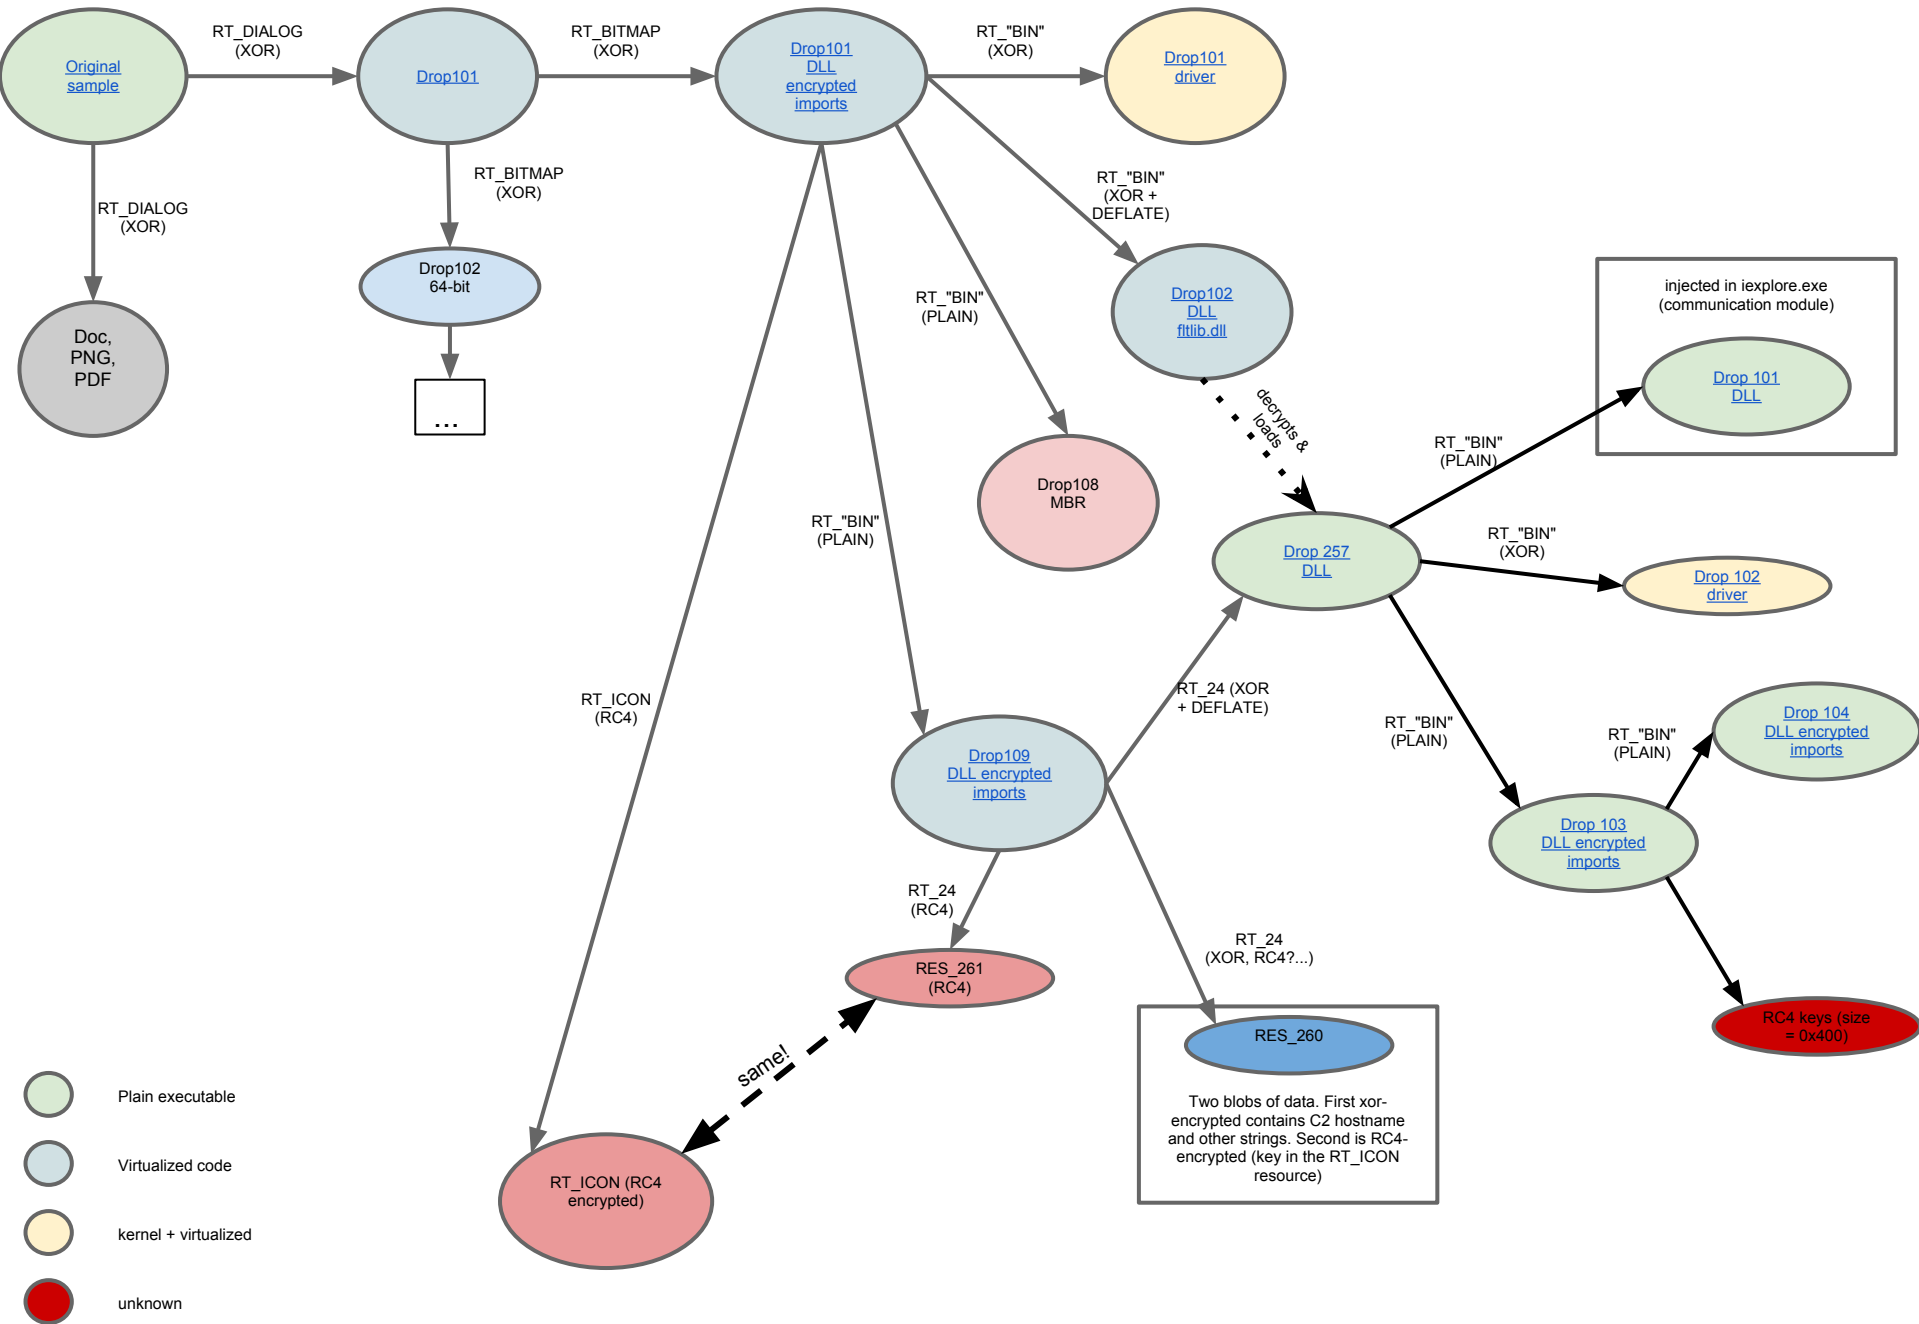 RT_DIALOG
(XOR)
RT_BITMAP
(XOR)
RT_"BIN"
(XOR)
Original
sample
Drop101
Drop101
DLL
encrypted
imports
Drop101
driver
RT_DIALOG
(XOR)
RT_BITMAP
(XOR)
RT_"BIN"
(XOR +
DEFLATE)
Drop102
64-bit
Doc,
PNG,
PDF
...
RT_"BIN"
(PLAIN)
Drop102
DLL
fltlib.dll
injected in iexplore.exe
(communication module)
Drop 101
DLL
decrypts &
loads
RT_"BIN"
(PLAIN)
Drop108
MBR
RT_"BIN"
(PLAIN)
Drop 257
DLL
RT_"BIN"
(XOR)
Drop 102
driver
RT_ICON
(RC4)
RT_24 (XOR
+ DEFLATE)
RT_"BIN"
(PLAIN)
RT_"BIN"
(PLAIN)
Drop 104
DLL encrypted
imports
Drop109
DLL encrypted
imports
Drop 103
DLL encrypted
imports
RT_24
(RC4)
RT_24
(XOR, RC4?...)
RES_261
(RC4)
RC4 keys (size
= 0x400)
RES_260
same!
Two blobs of data. First xor-
encrypted contains C2 hostname
and other strings. Second is RC4-
encrypted (key in the RT_ICON
resource)
RT_ICON (RC4
encrypted)
Plain executable
Virtualized code
kernel + virtualized
unknown